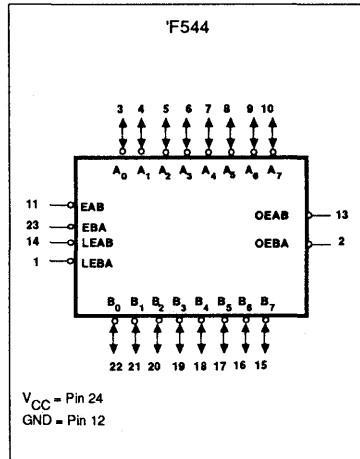 'F544
3 4 5 6 7 8 9 10
A0 A1 A2 A3 A4 A5 A6 A7
11 EAB
23 EBA
14 LEAB
1 LEBA
OEAB 13
OEBA 2
B0 B1 B2 B3 B4 B5 B6 B7
22 21 20 19 18 17 16 15
VCC = Pin 24
GND = Pin 12